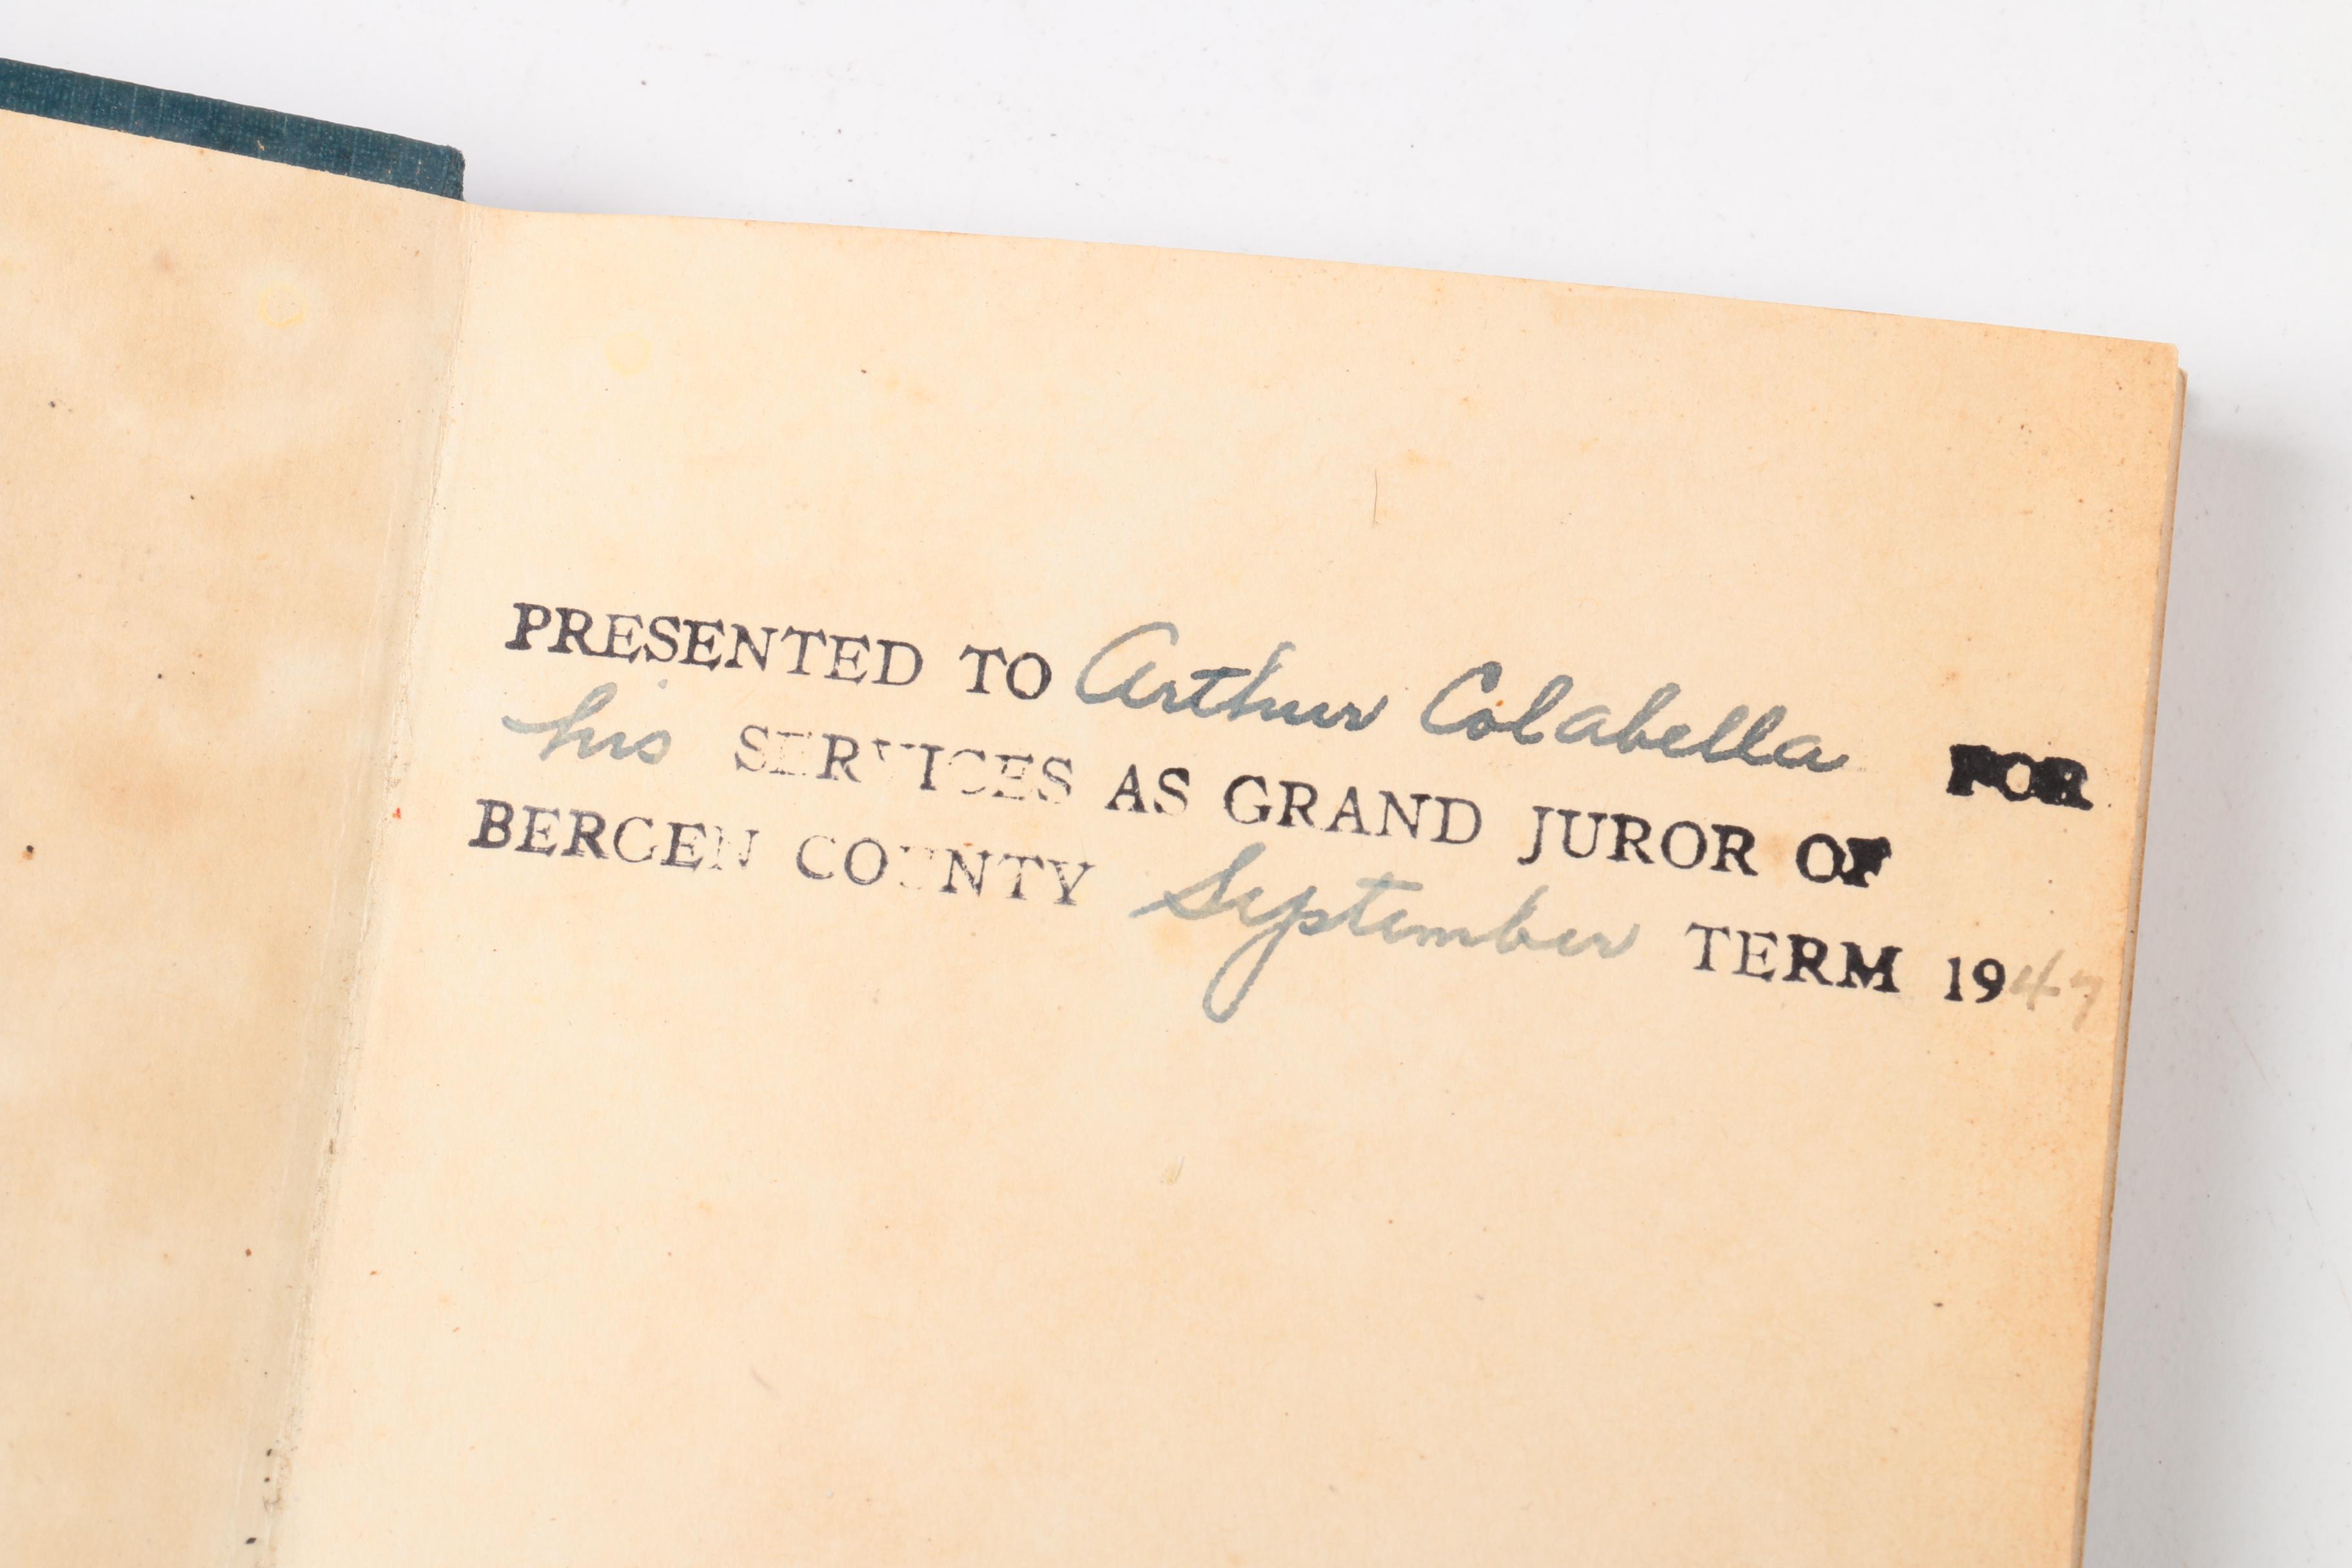 PRESENTED TO Arthur Colabella FOR
his SERVICES AS GRAND JUROR OF
BERGEN COUNTY September TERM 1947